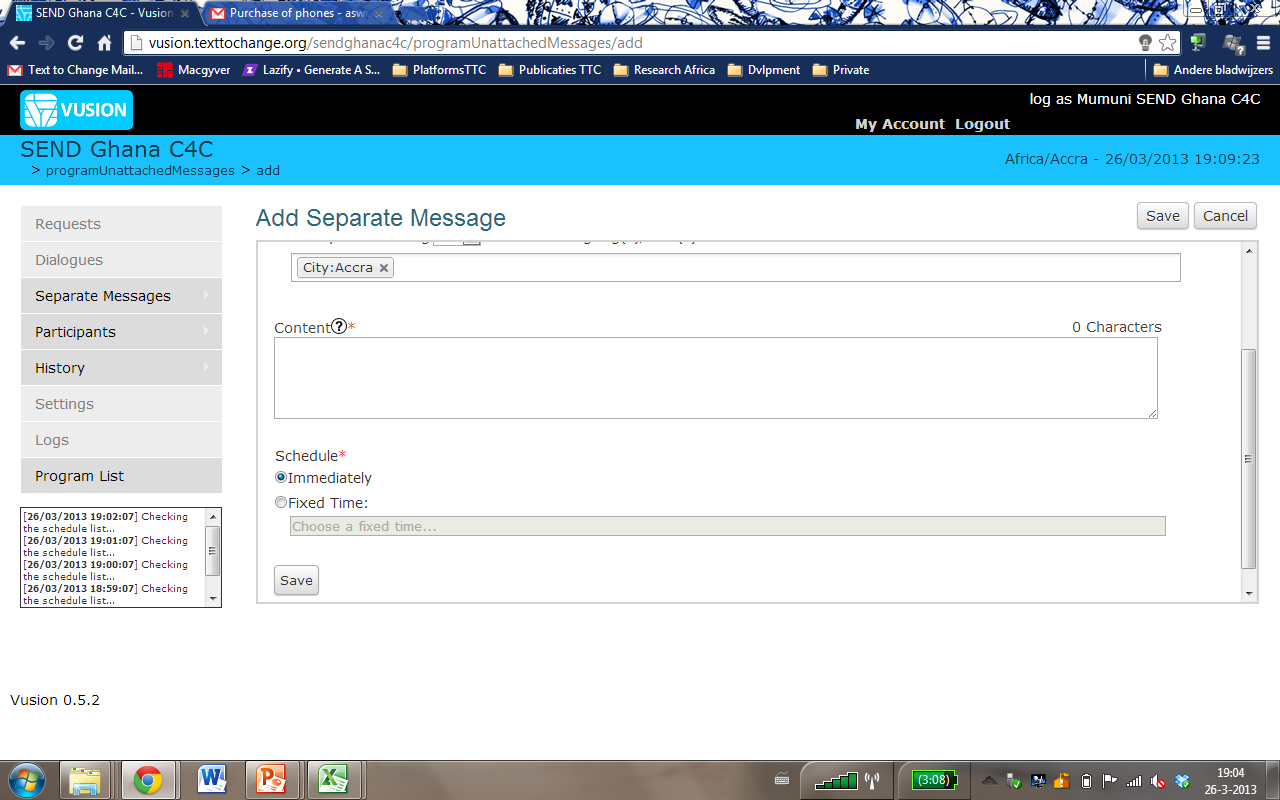 SEND Ghana C4C - Vusion
Purchase of phones - asw
vusion.texttochange.org/sendghanac4c/programUnattachedMessages/add
Text to Change Mail...
Macgyver
Lazify • Generate A S...
PlatformsTTC
Publicaties TTC
Research Africa
Dvlpment
Private
Andere bladwijzers
VUSION
log as Mumuni SEND Ghana C4C
My Account Logout
SEND Ghana C4C
> programUnattachedMessages > add
Africa/Accra - 26/03/2013 19:09:23
Requests
Dialogues
Separate Messages
Participants
History
Settings
Logs
Program List
[26/03/2013 19:02:07] Checking
the schedule list...
[26/03/2013 19:01:07] Checking
the schedule list...
[26/03/2013 19:00:07] Checking
the schedule list...
[26/03/2013 18:59:07] Checking
the schedule list...
Add Separate Message
Save
Cancel
City:Accra ×
Content?*
0 Characters
Schedule*
Immediately
Fixed Time:
Choose a fixed time...
Save
Vusion 0.5.2
(3:08)
19:04
26-3-2013